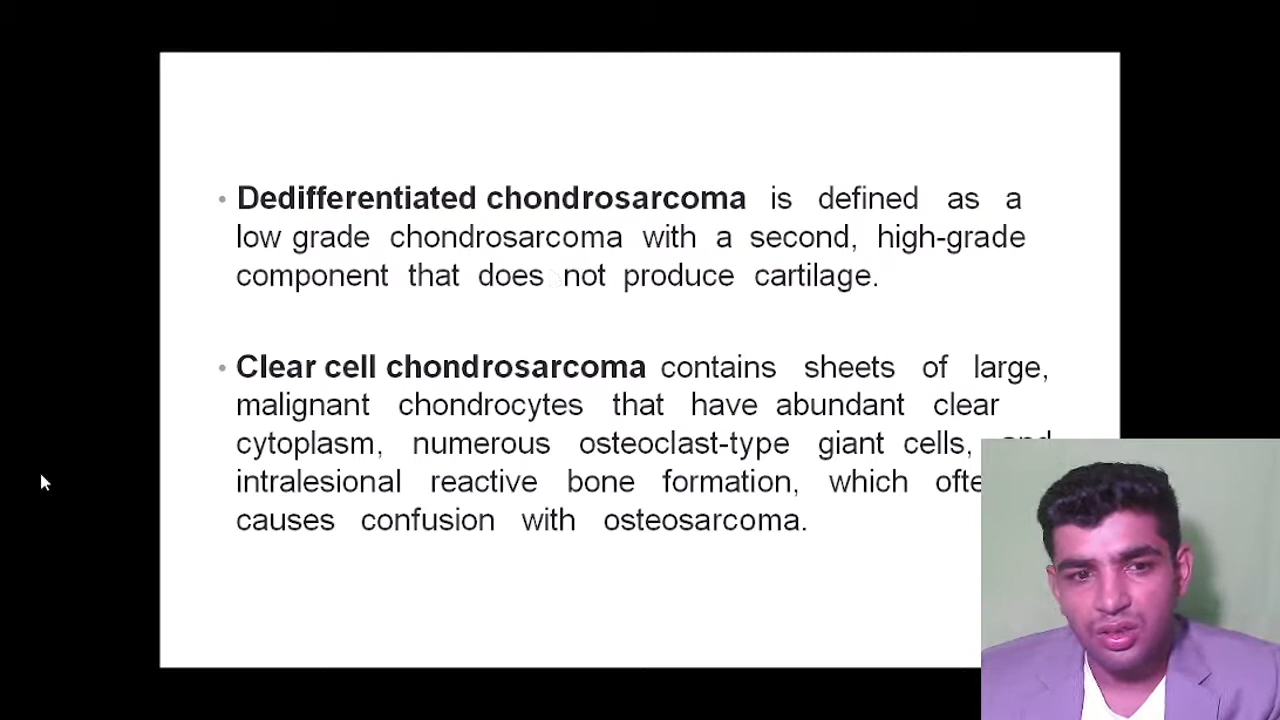 • Dedifferentiated chondrosarcoma is defined as a
low grade chondrosarcoma with a second, high-grade
component that does not produce cartilage.
• Clear cell chondrosarcoma contains sheets of large,
malignant chondrocytes that have abundant clear
cytoplasm, numerous osteoclast-type giant cells, and
intralesional reactive bone formation, which
causes confusion with osteosarcoma.